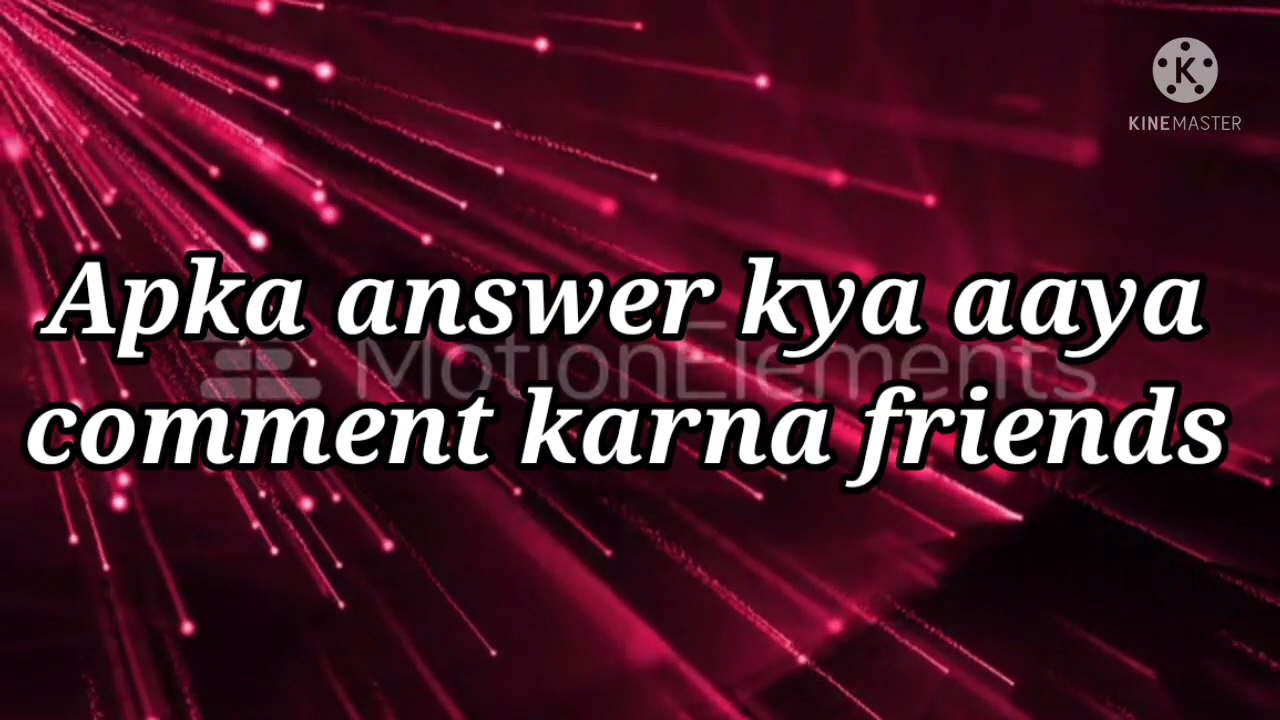 KINEMASTER
Apka answer kya aaya
MotionElements
comment karna friends